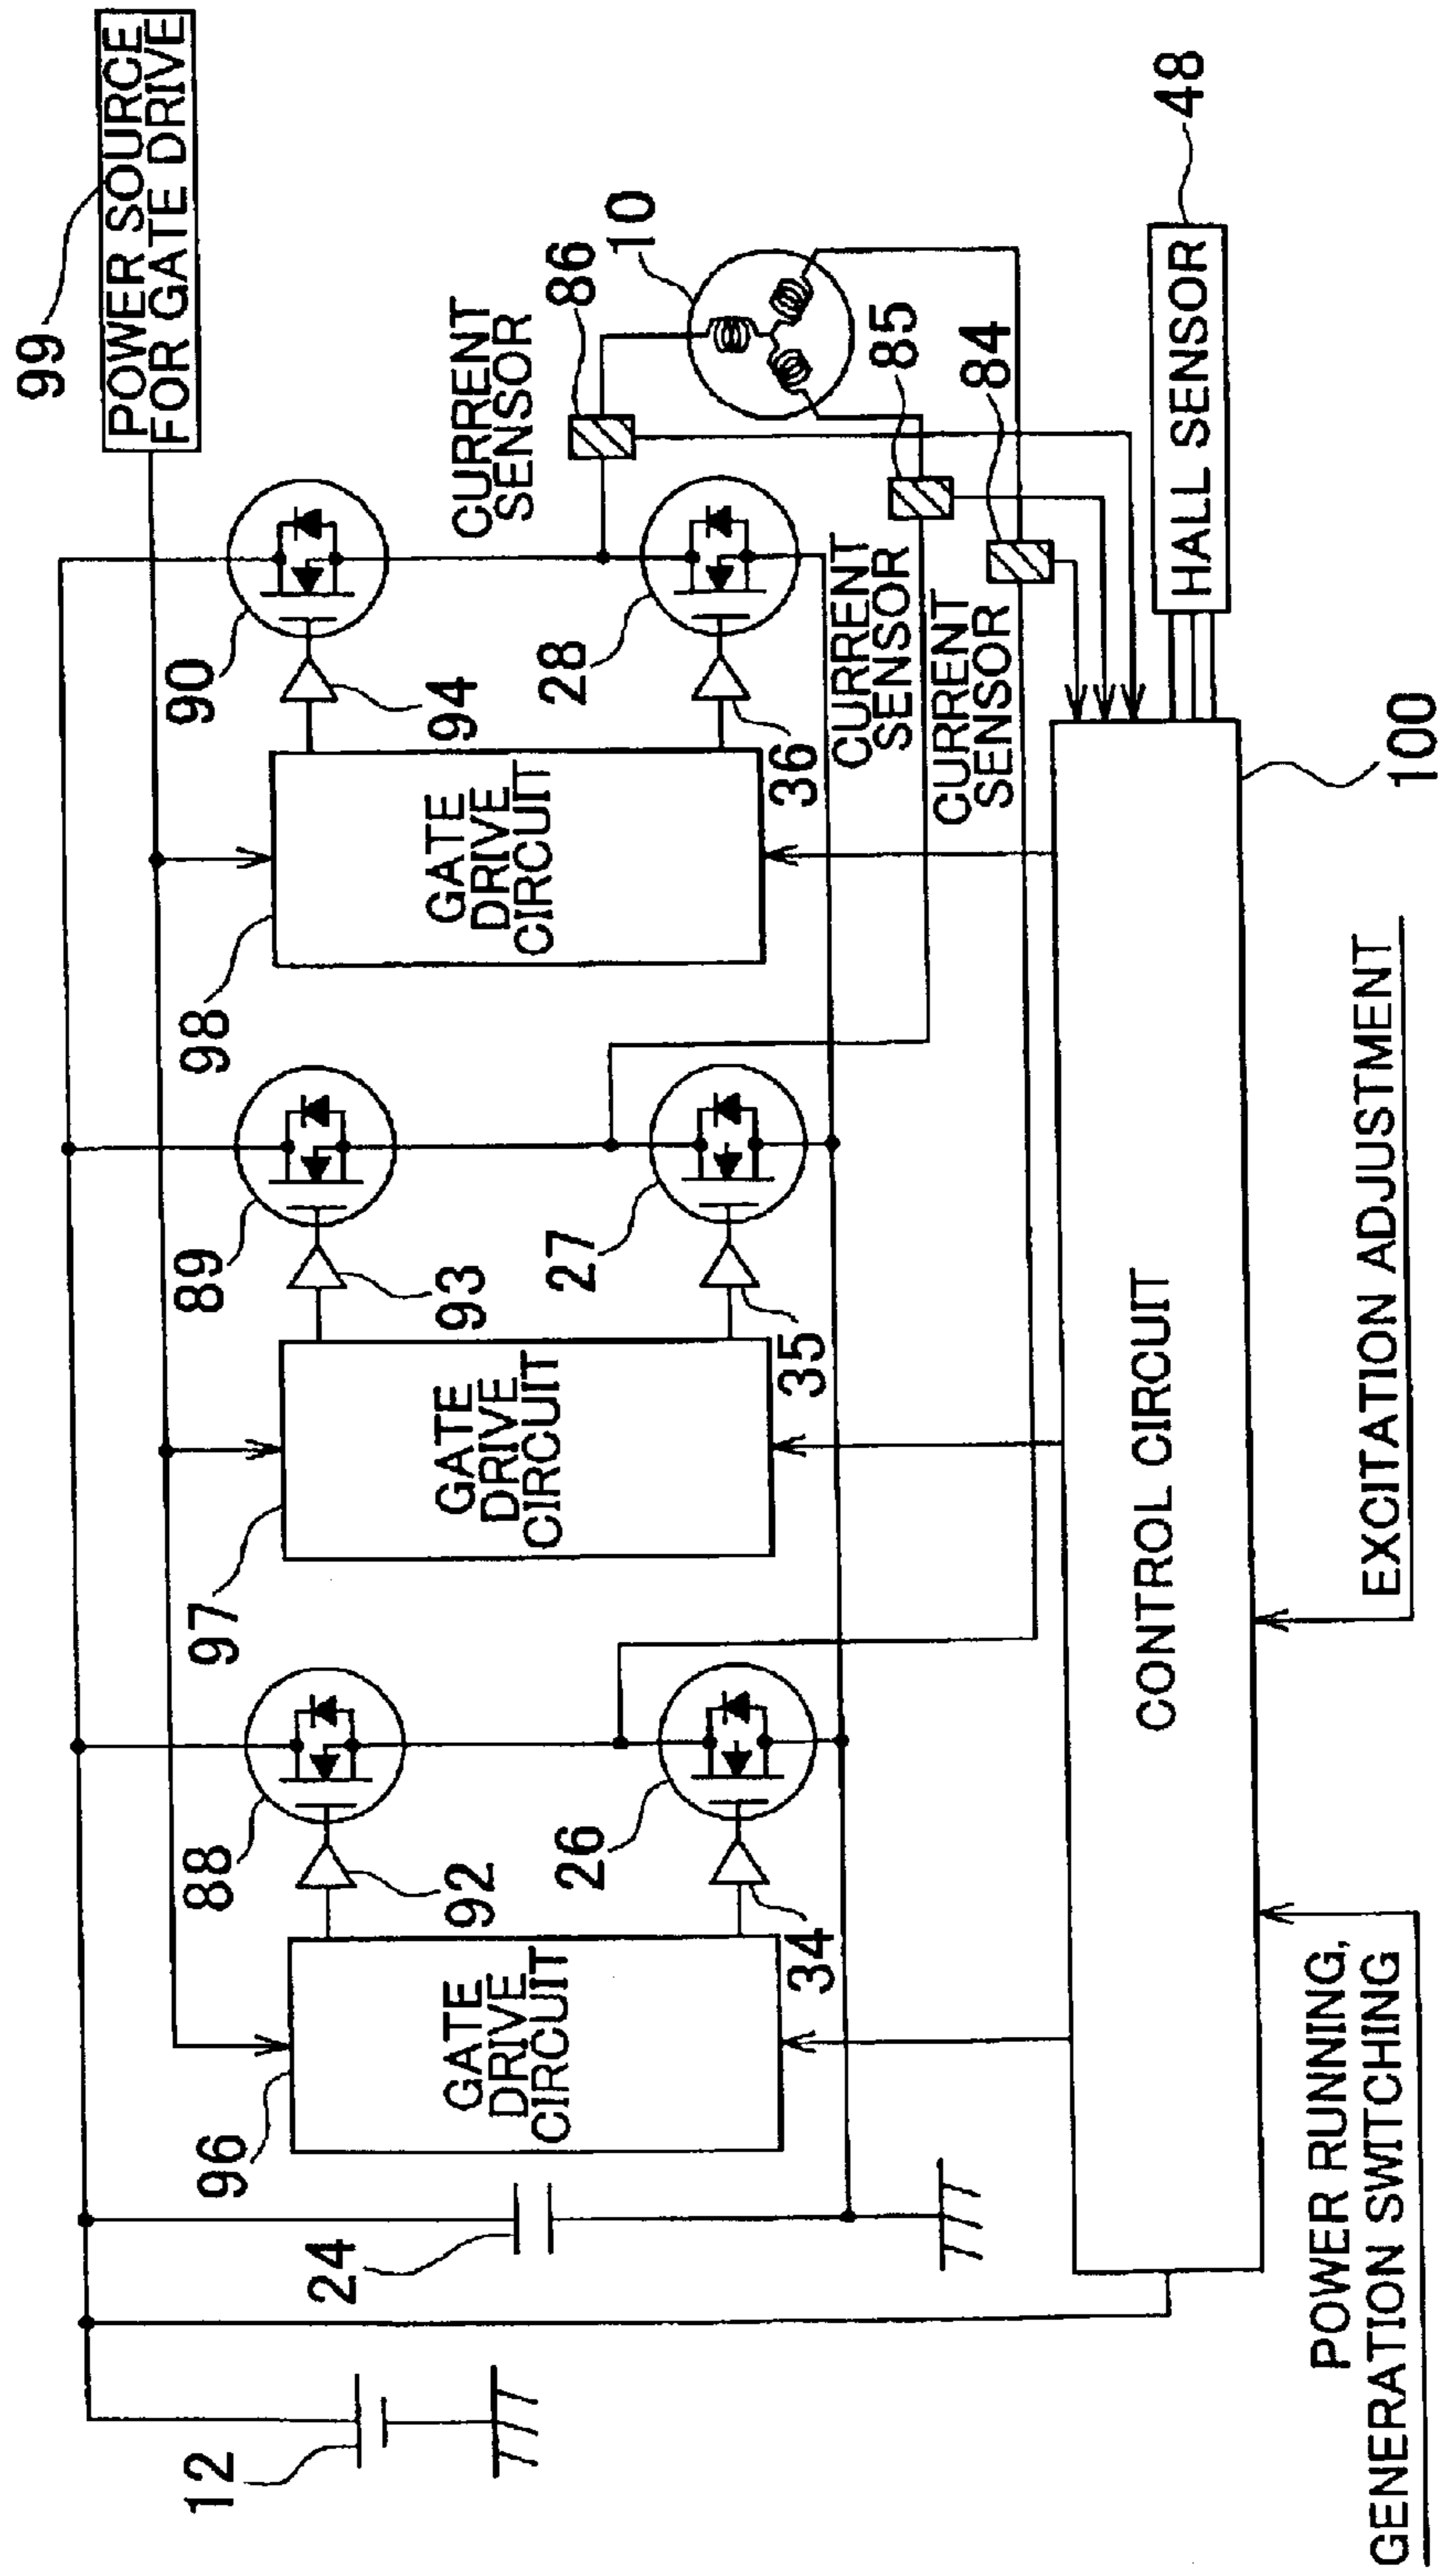 99
POWER SOURCE
FOR GATE DRIVE
90
94
98
GATE
DRIVE
CIRCUIT
28
36
CURRENT
SENSOR
86
10
89
93
97
GATE
DRIVE
CIRCUIT
27
35
CURRENT
SENSOR
85
88
92
96
GATE
DRIVE
CIRCUIT
26
34
CURRENT
SENSOR
84
24
12
HALL SENSOR
48
CONTROL CIRCUIT
100
POWER RUNNING,
GENERATION SWITCHING
EXCITATION ADJUSTMENT